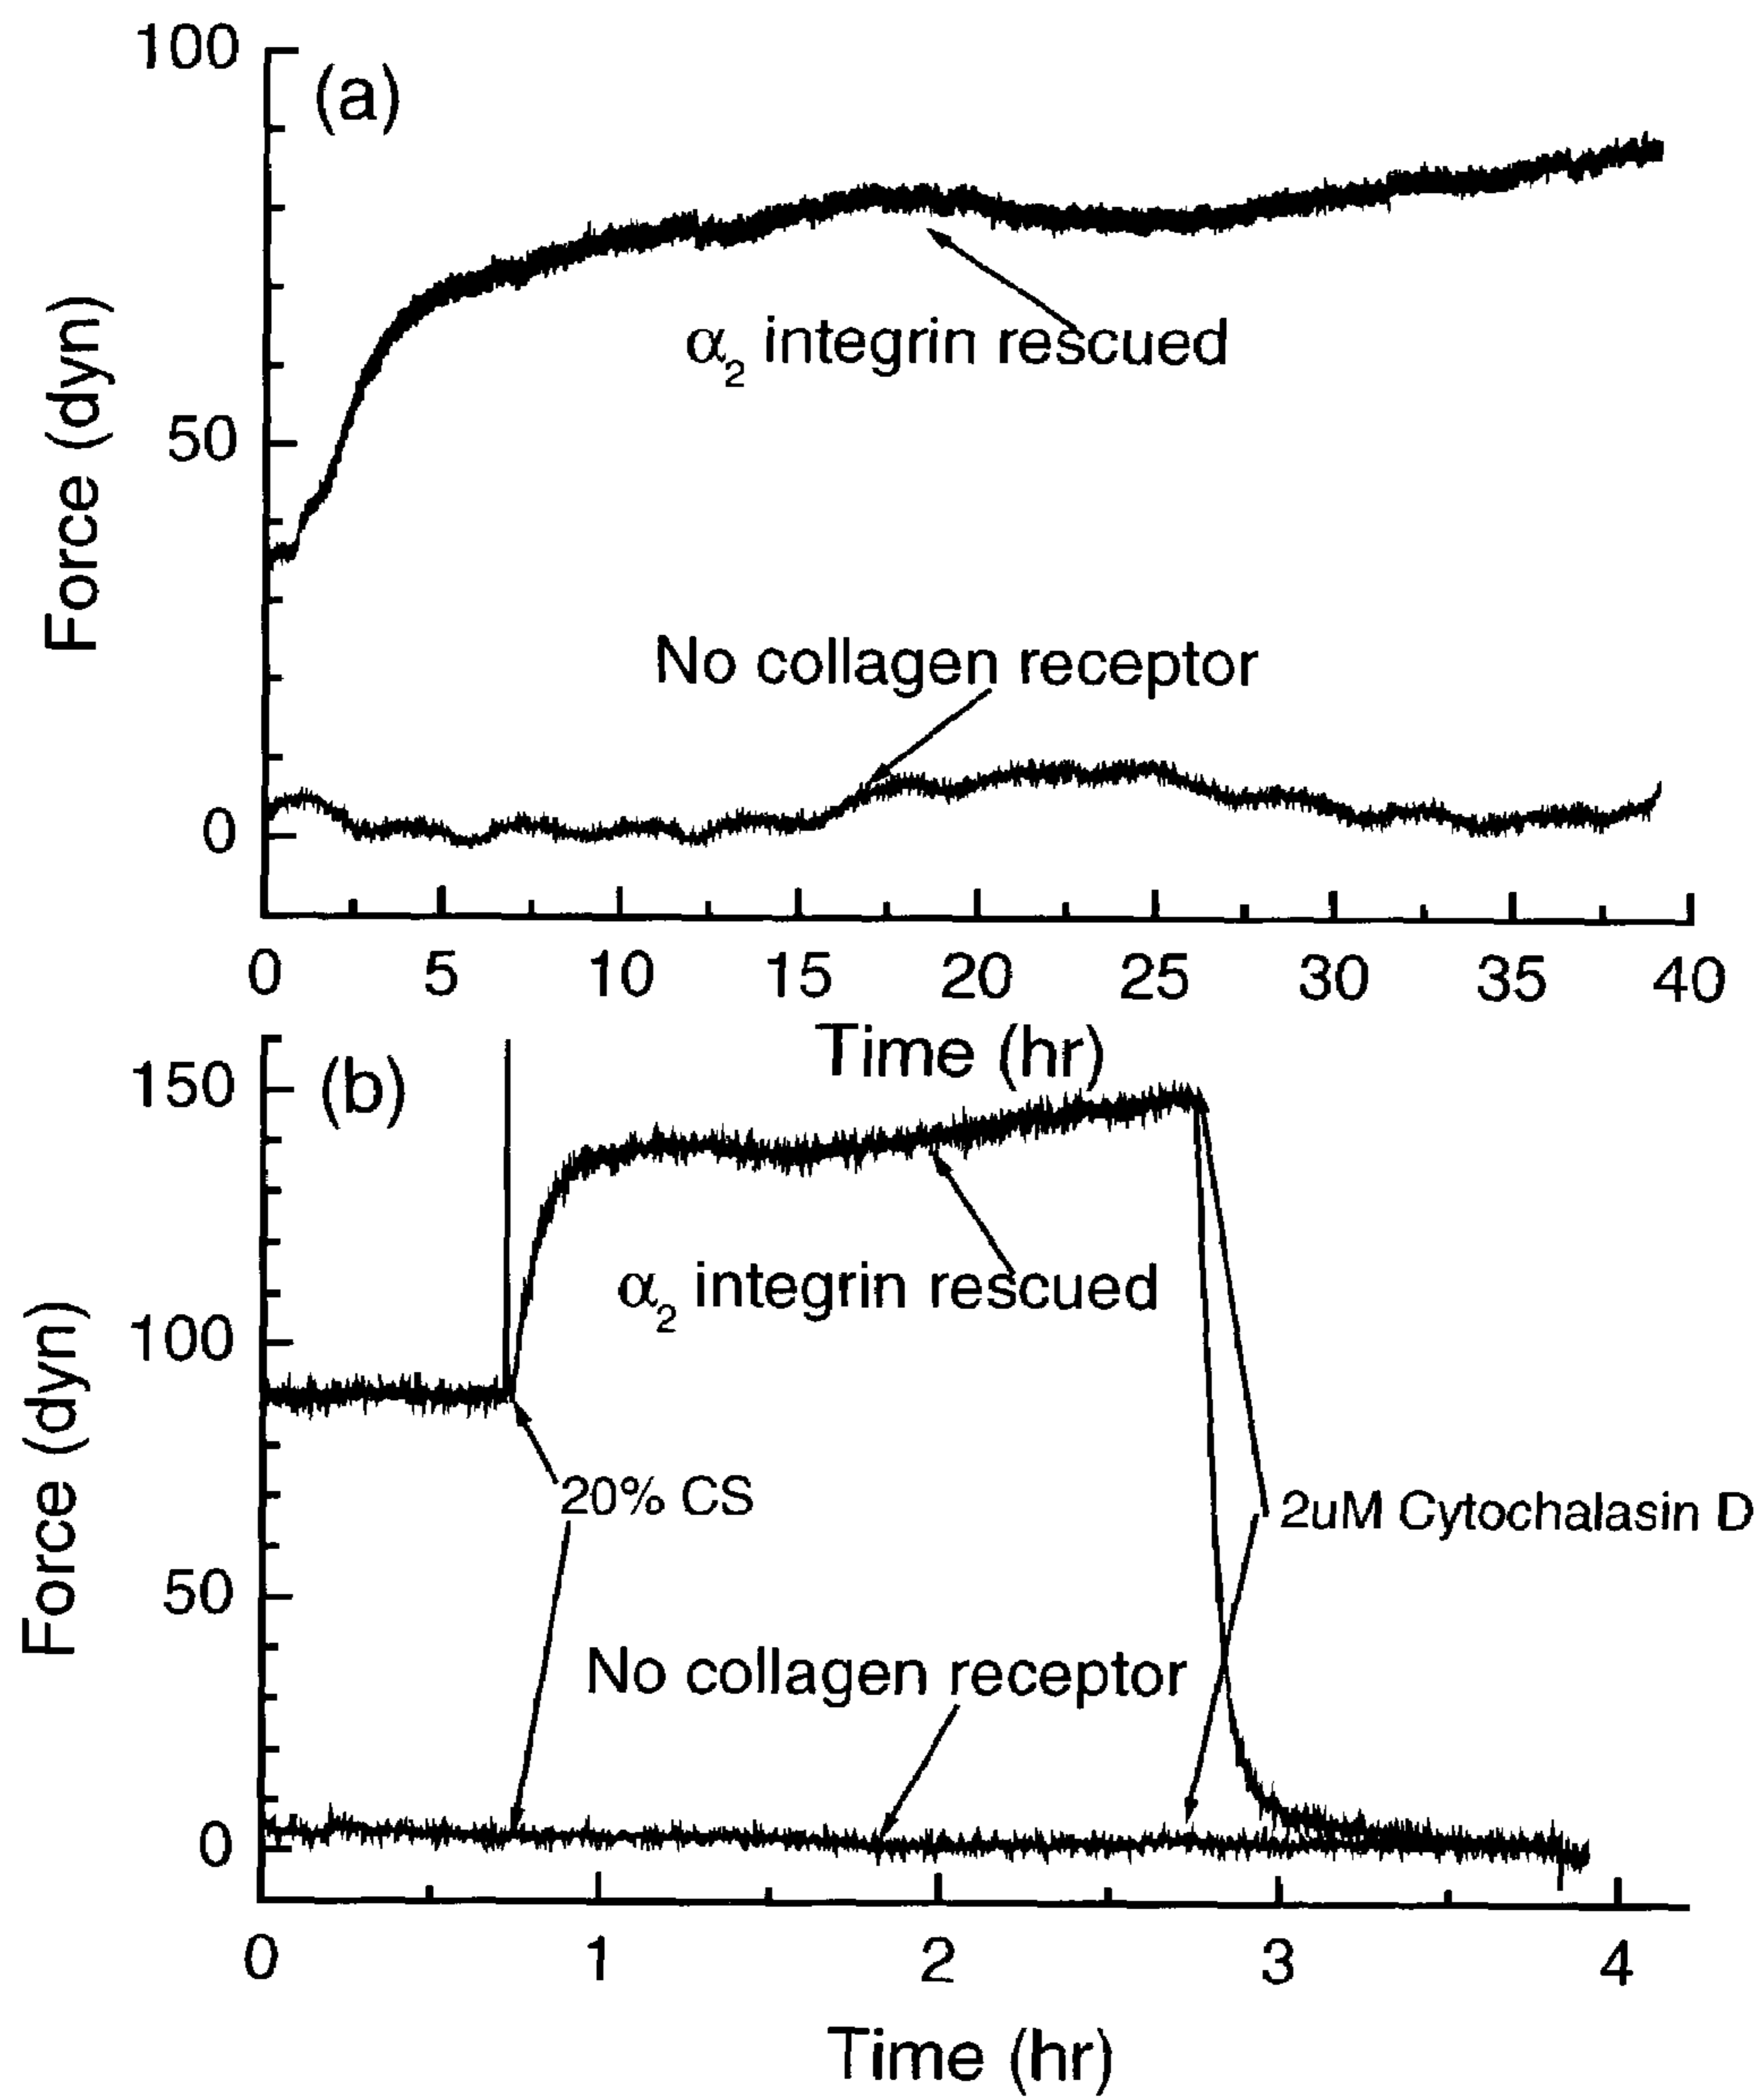 100
(a)
α2 integrin rescued
50
No collagen receptor
0
Force (dyn)
0 5 10 15 20 25 30 35 40
Time (hr)
150
(b)
α2 integrin rescued
100
20% CS
2uM Cytochalasin D
50
No collagen receptor
0
Force (dyn)
0 1 2 3 4
Time (hr)